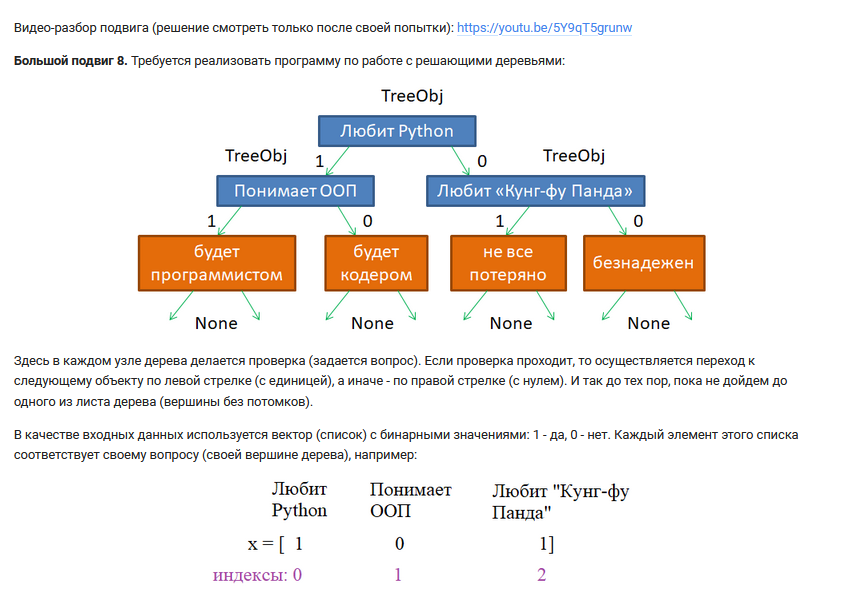 Видео-разбор подвига (решение смотреть только после своей попытки): https://youtu.be/5Y9qT5grunw
Большой подвиг 8. Требуется реализовать программу по работе с решающими деревьями:
TreeObj
Любит Python
TreeObj 1 0 TreeObj
Понимает ООП Любит «Кунг-фу Панда»
1 0 1 0
будет программистом
будет кодером
не все потеряно
безнадежен
None None None None
Здесь в каждом узле дерева делается проверка (задается вопрос). Если проверка проходит, то осуществляется переход к
следующему объекту по левой стрелке (с единицей), а иначе - по правой стрелке (с нулем). И так до тех пор, пока не дойдем до
одного из листа дерева (вершины без потомков).
В качестве входных данных используется вектор (список) с бинарными значениями: 1 - да, 0 - нет. Каждый элемент этого списка
соответствует своему вопросу (своей вершине дерева), например:
Любит Понимает Любит "Кунг-фу
Python ООП Панда"
x = [ 1 0 1]
индексы: 0 1 2